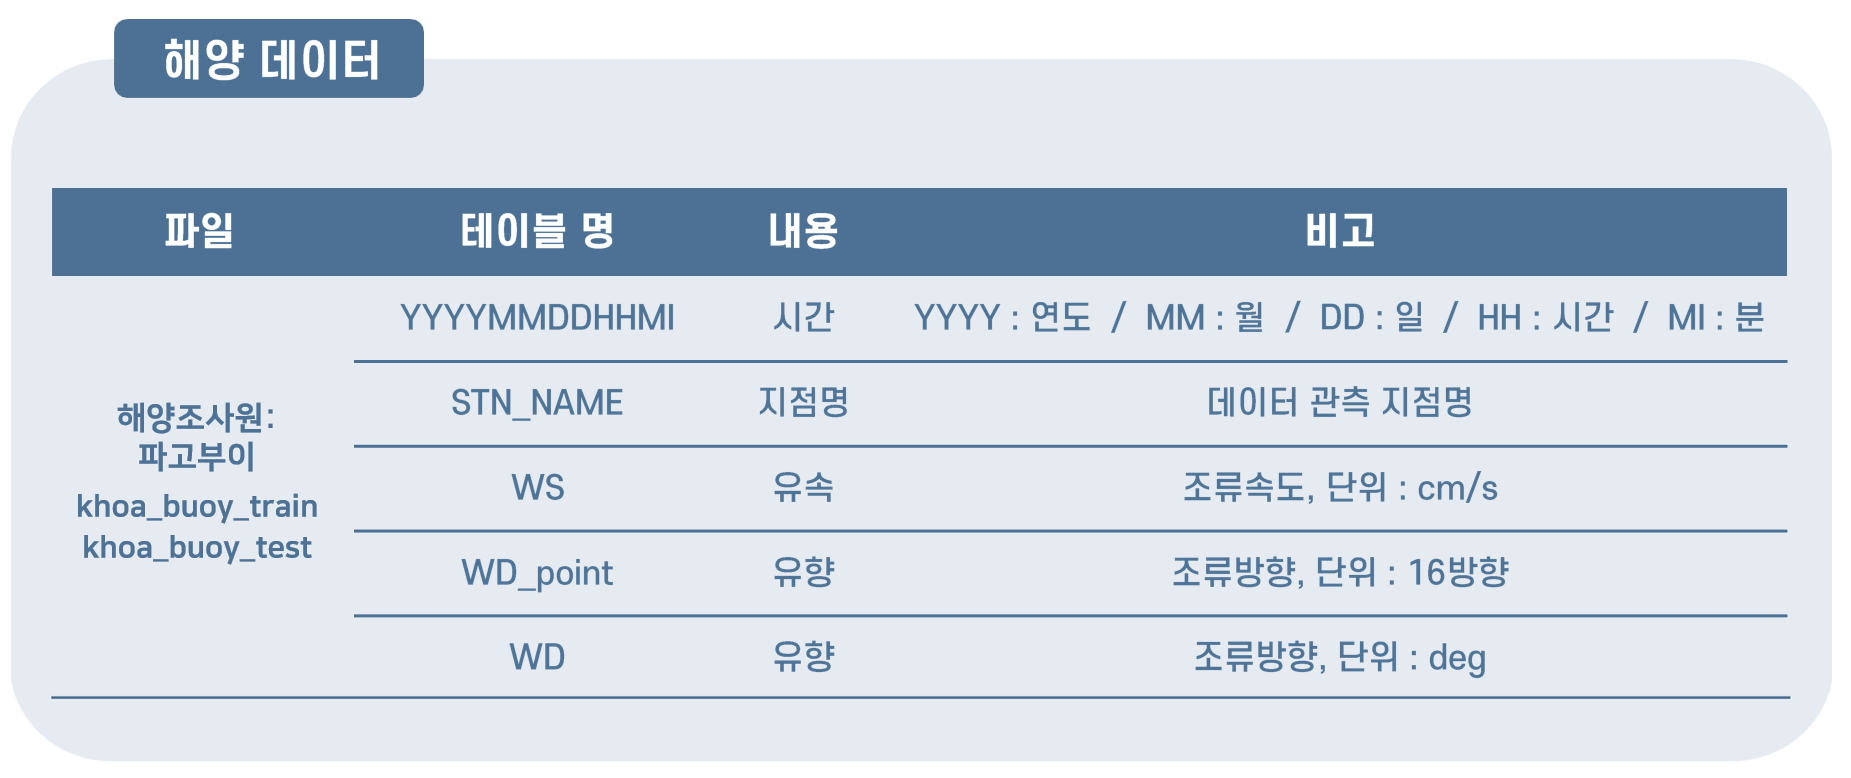 해양 데이터
파일 테이블 명 내용 비고
YYYYMMDDHHMI 시간 YYYY : 연도 / MM : 월 / DD : 일 / HH : 시간 / MI : 분
STN_NAME 지점명 데이터 관측 지점명
해양조사원:
파고부이
khoa_buoy_train
khoa_buoy_test
WS 유속 조류속도, 단위 : cm/s
WD_point 유향 조류방향, 단위 : 16방향
WD 유향 조류방향, 단위 : deg